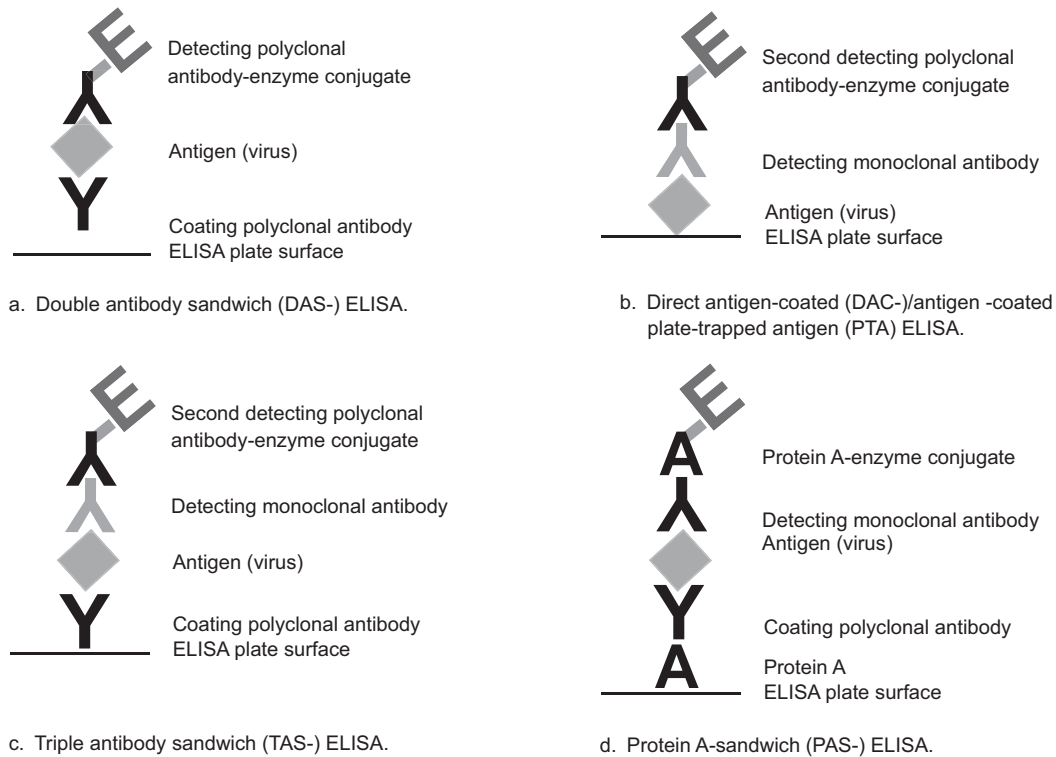 E
Detecting polyclonal
antibody-enzyme conjugate
Antigen (virus)
Coating polyclonal antibody
ELISA plate surface
a. Double antibody sandwich (DAS-) ELISA.
E
Second detecting polyclonal
antibody-enzyme conjugate
Detecting monoclonal antibody
Antigen (virus)
ELISA plate surface
b. Direct antigen-coated (DAC-)/antigen -coated
plate-trapped antigen (PTA) ELISA.
E
Second detecting polyclonal
antibody-enzyme conjugate
Detecting monoclonal antibody
Antigen (virus)
Coating polyclonal antibody
ELISA plate surface
c. Triple antibody sandwich (TAS-) ELISA.
E
A
Protein A-enzyme conjugate
Detecting monoclonal antibody
Antigen (virus)
Coating polyclonal antibody
A
Protein A
ELISA plate surface
d. Protein A-sandwich (PAS-) ELISA.